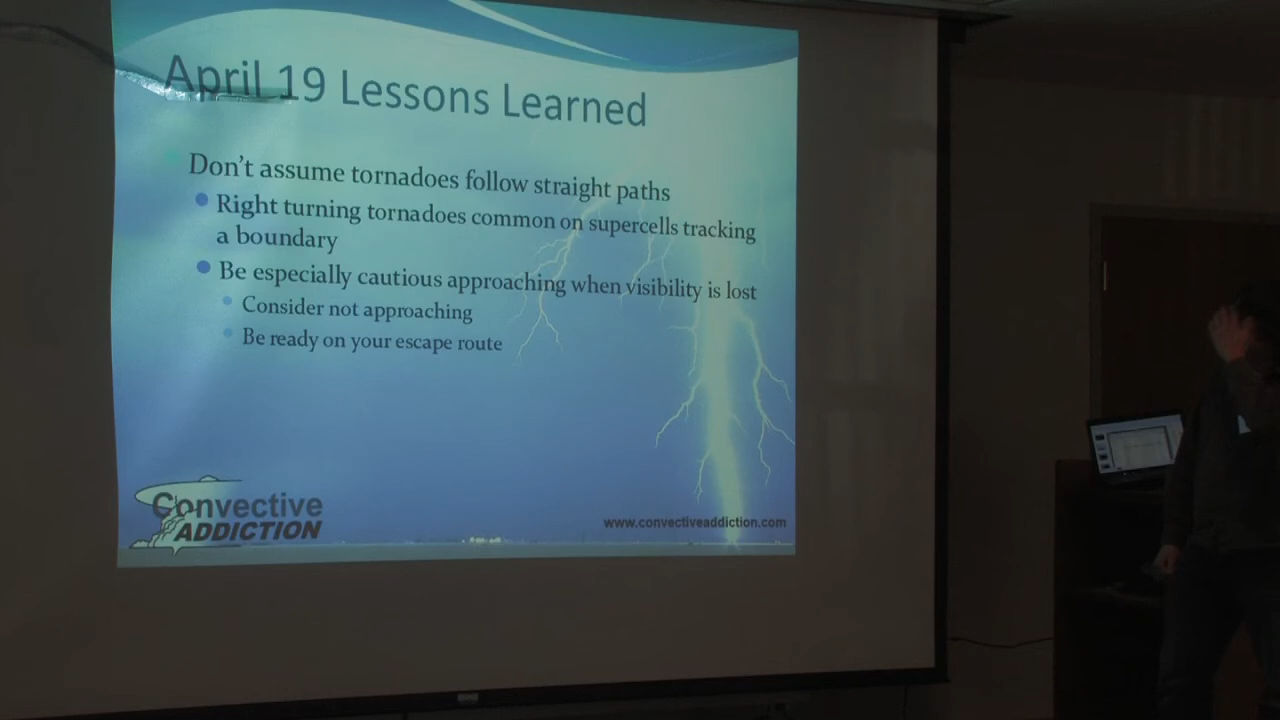 April 19 Lessons Learned
Don't assume tornadoes follow straight paths
Right turning tornadoes common on supercells tracking
a boundary
Be especially cautious approaching when visibility is lost
Consider not approaching
Be ready on your escape route
Convective
ADDICTION
www.convectiveaddiction.com